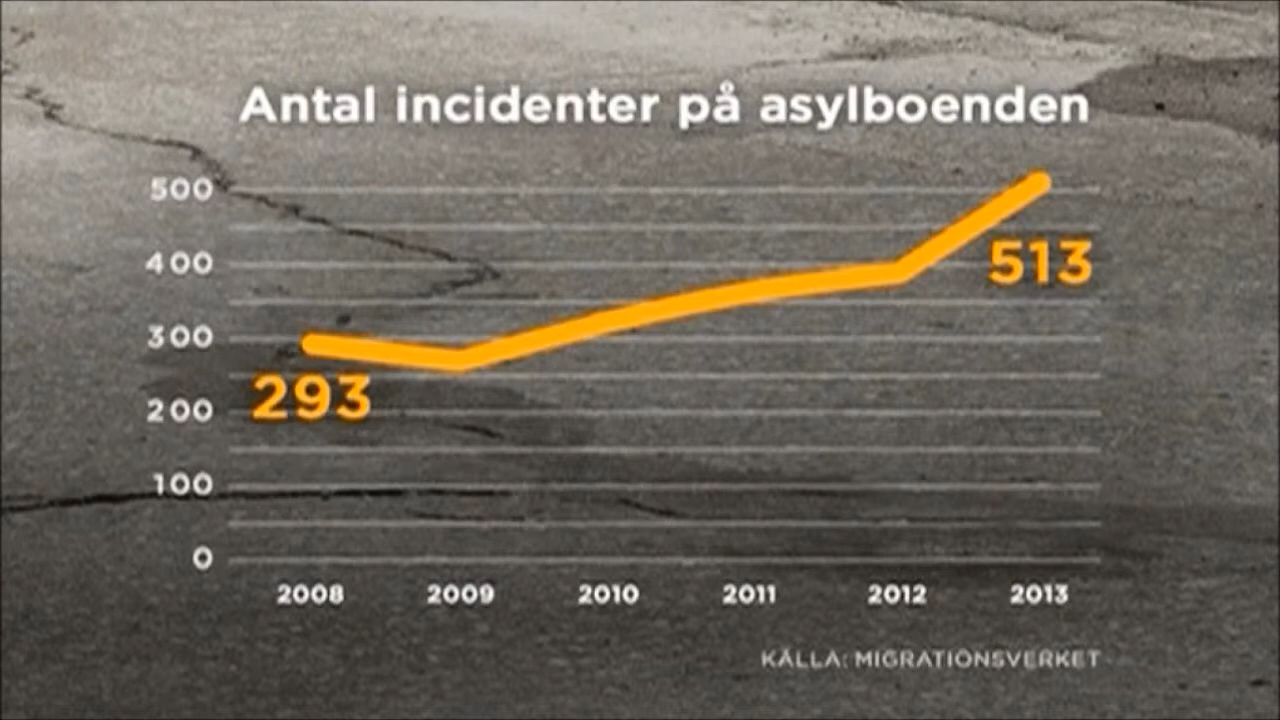 Antal incidenter på asylboenden
500
400
300
200
100
0
293
513
2008 2009 2010 2011 2012 2013
KÄLLA: MIGRATIONSVERKET